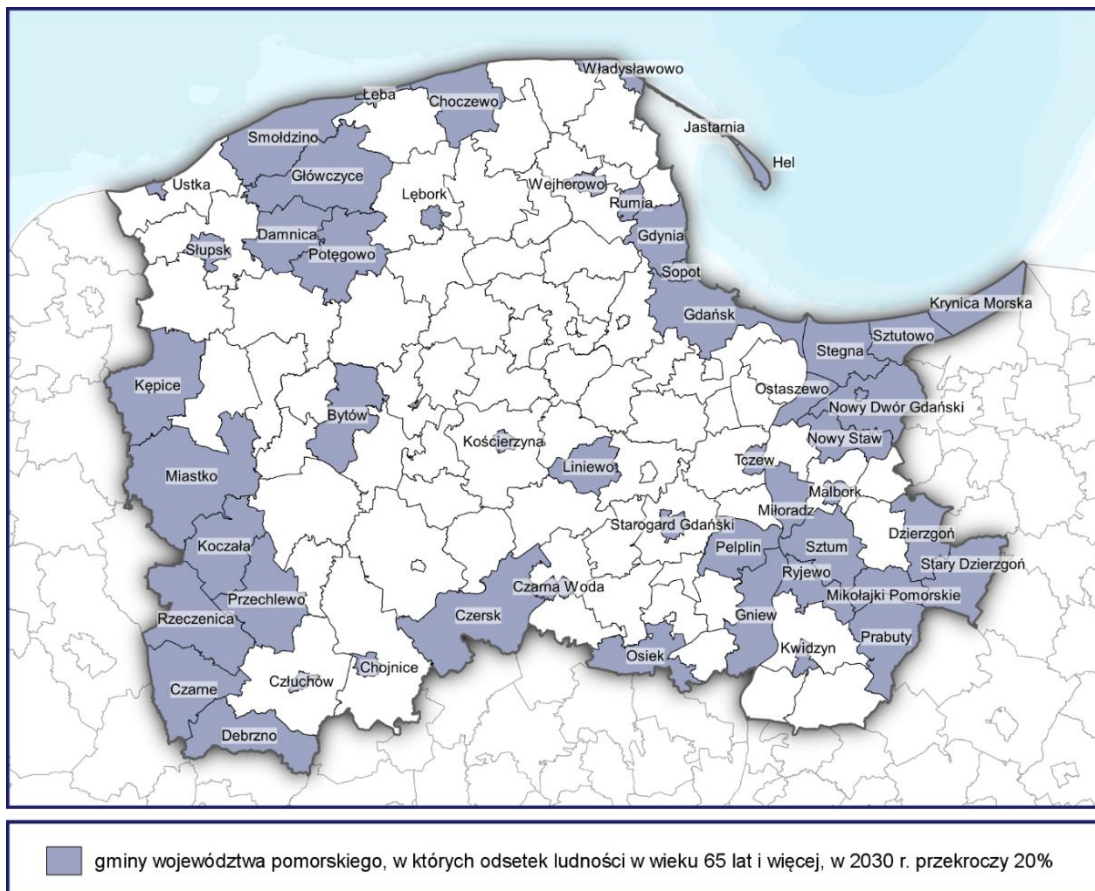 Władysławowo
Łeba
Choczewo
Jastarnia
Smołdzino
Hel
Główczyce
Wejherowo
Ustka
Lębork
Rumia
Damnica
Gdynia
Słupsk
Potęgowo
Sopot
Krynica Morska
Gdańsk
Sztutowo
Stegna
Kępice
Ostaszewo
Nowy Dwór Gdański
Bytów
Kościerzyna
Nowy Staw
Liniewo
Tczew
Miastko
Malbork
Miłoradz
Starogard Gdański
Dzierzgoń
Koczała
Pelplin
Sztum
Stary Dzierzgoń
Ryjewo
Czarna Woda
Przechlewo
Mikołajki Pomorskie
Rzeczenica
Czersk
Gniew
Prabuty
Kwidzyn
Osiek
Chojnice
Człuchów
Czarne
Debrzno
gminy województwa pomorskiego, w których odsetek ludności w wieku 65 lat i więcej, w 2030 r. przekroczy 20%